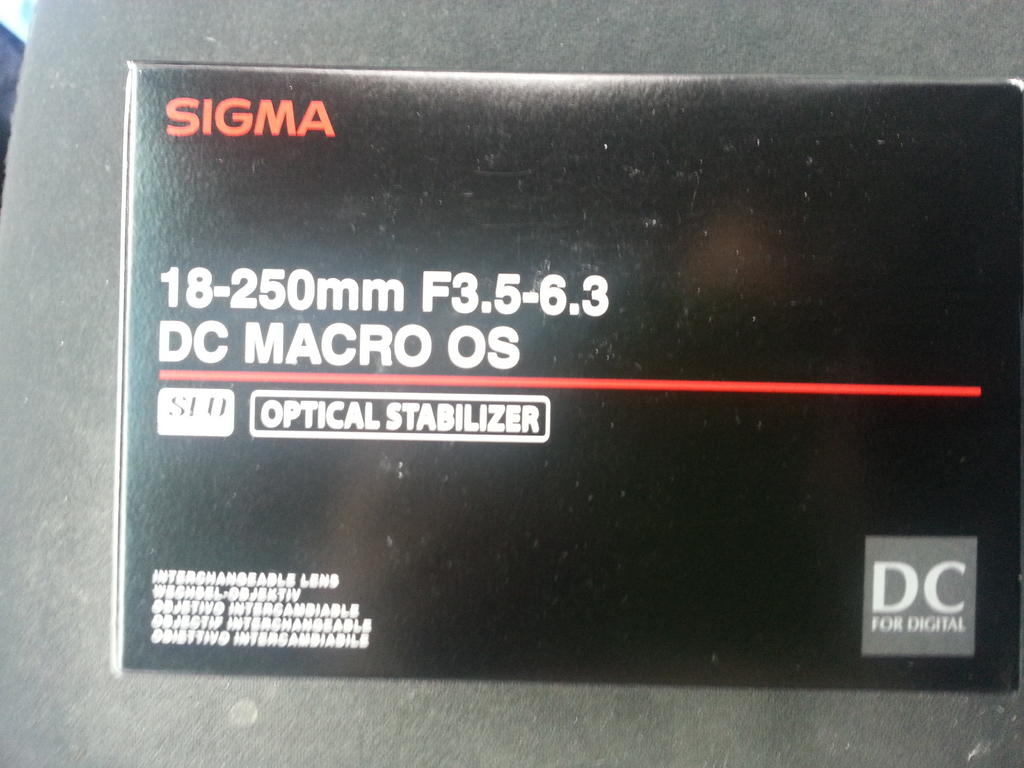 SIGMA
18-250mm F3.5-6.3
DC MACRO OS
SLD OPTICAL STABILIZER
INTERCHANGEABLE LENS
WECHSEL-OBJEKTIV
OBJETIVO INTERCAMBIABLE
OBJECTIF INTERCHANGEABLE
OBIETTIVO INTERCAMBIABILE
DC
FOR DIGITAL